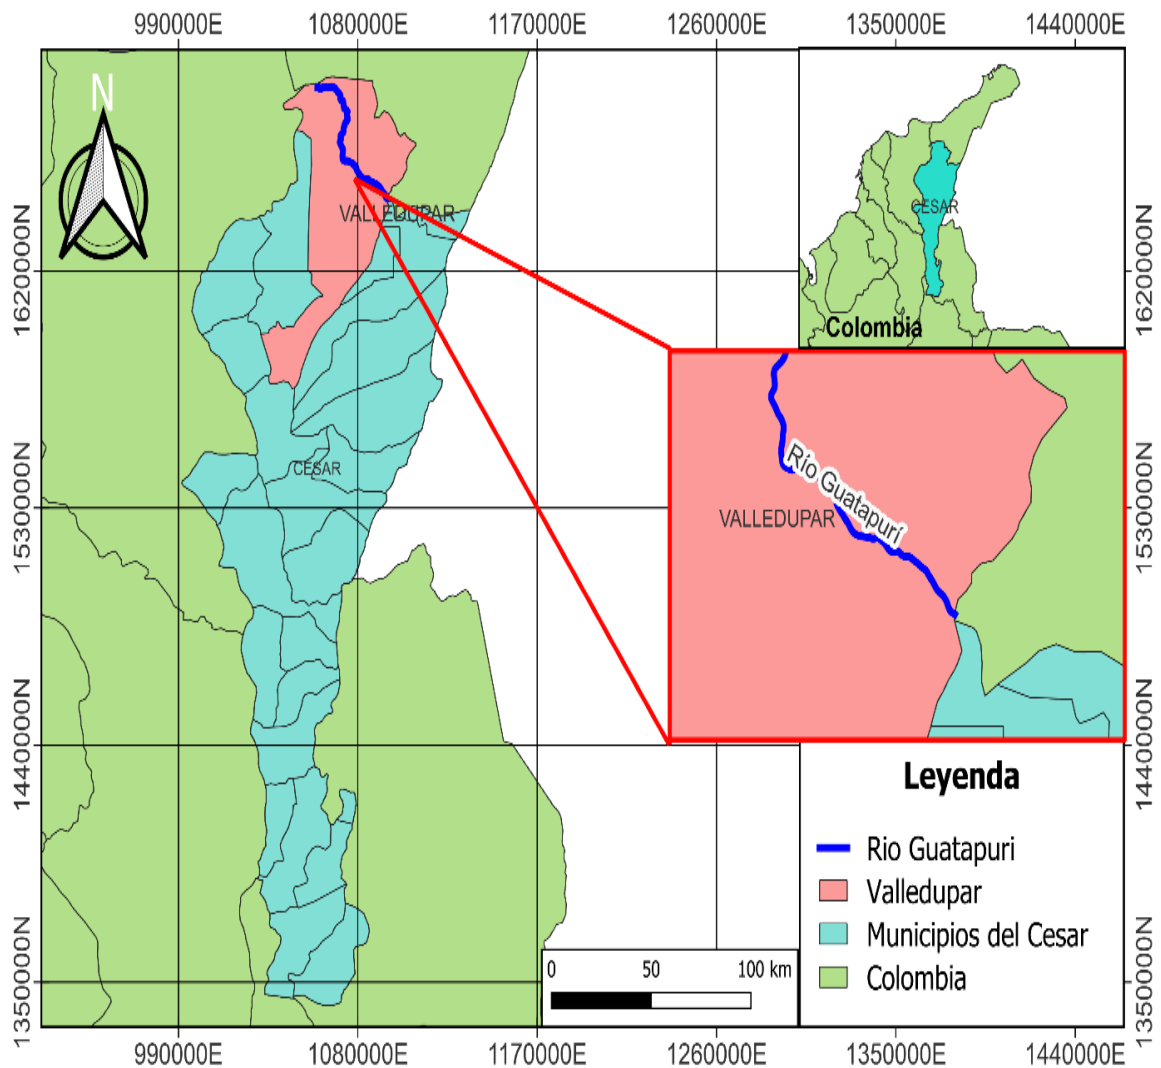 990000E 1080000E 1170000E 1260000E 1350000E 1440000E
N
1620000N
1530000N
1440000N
1350000N
VALLEDUPAR
CESAR
CESAR
Colombia
1620000N
1530000N
1440000N
1350000N
Río Guatapurí
VALLEDUPAR
Leyenda
Rio Guatapuri
Valledupar
Municipios del Cesar
Colombia
0 50 100 km
990000E 1080000E 1170000E 1260000E 1350000E 1440000E